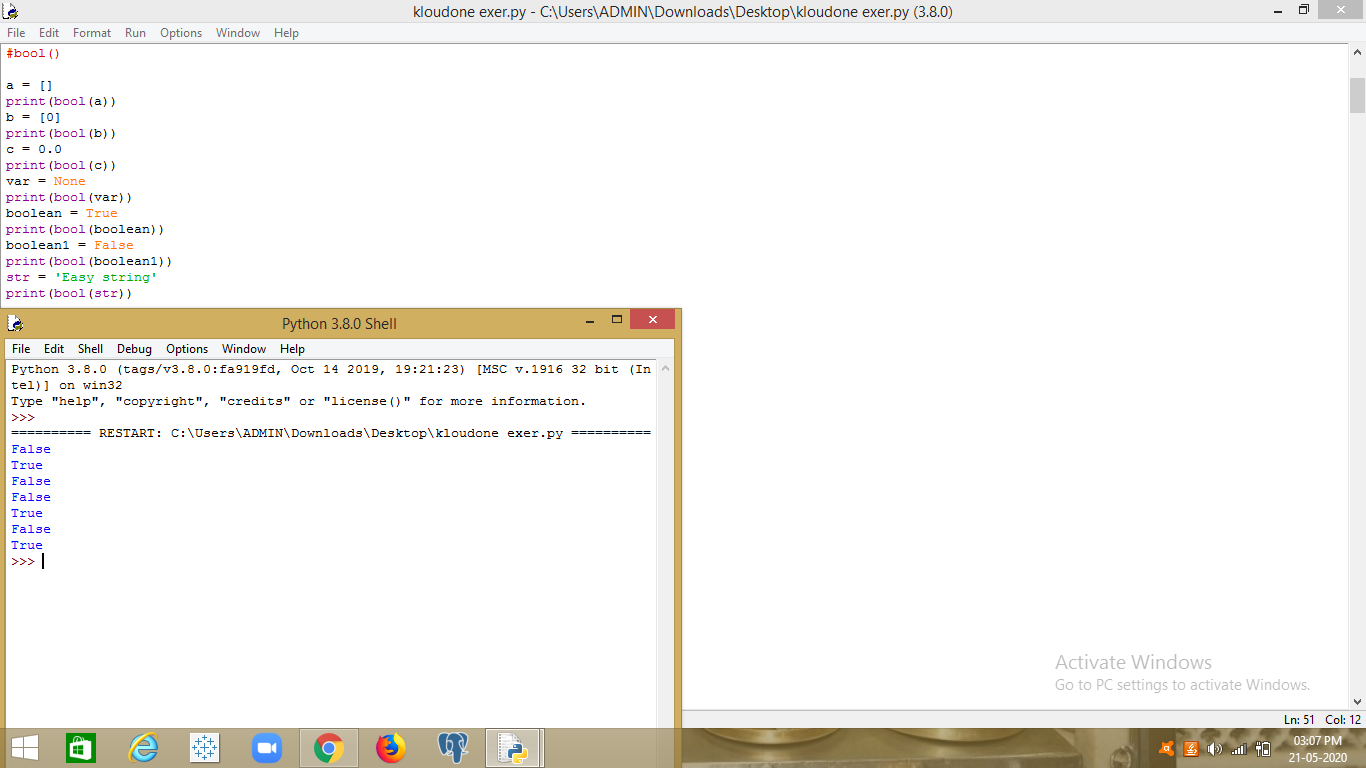 kloudone exer.py - C:\Users\ADMIN\Downloads\Desktop\kloudone exer.py (3.8.0)
File Edit Format Run Options Window Help
#bool()
a = []
print(bool(a))
b = [0]
print(bool(b))
c = 0.0
print(bool(c))
var = None
print(bool(var))
boolean = True
print(bool(boolean))
boolean1 = False
print(bool(boolean1))
str = 'Easy string'
print(bool(str))
Python 3.8.0 Shell
File Edit Shell Debug Options Window Help
Python 3.8.0 (tags/v3.8.0:fa919fd, Oct 14 2019, 19:21:23) [MSC v.1916 32 bit (In
tel)] on win32
Type "help", "copyright", "credits" or "license()" for more information.
>>>
========== RESTART: C:\Users\ADMIN\Downloads\Desktop\kloudone exer.py ==========
False
True
False
False
True
False
True
>>>
Activate Windows
Go to PC settings to activate Windows.
Ln: 51 Col: 12
03:07 PM
21-05-2020